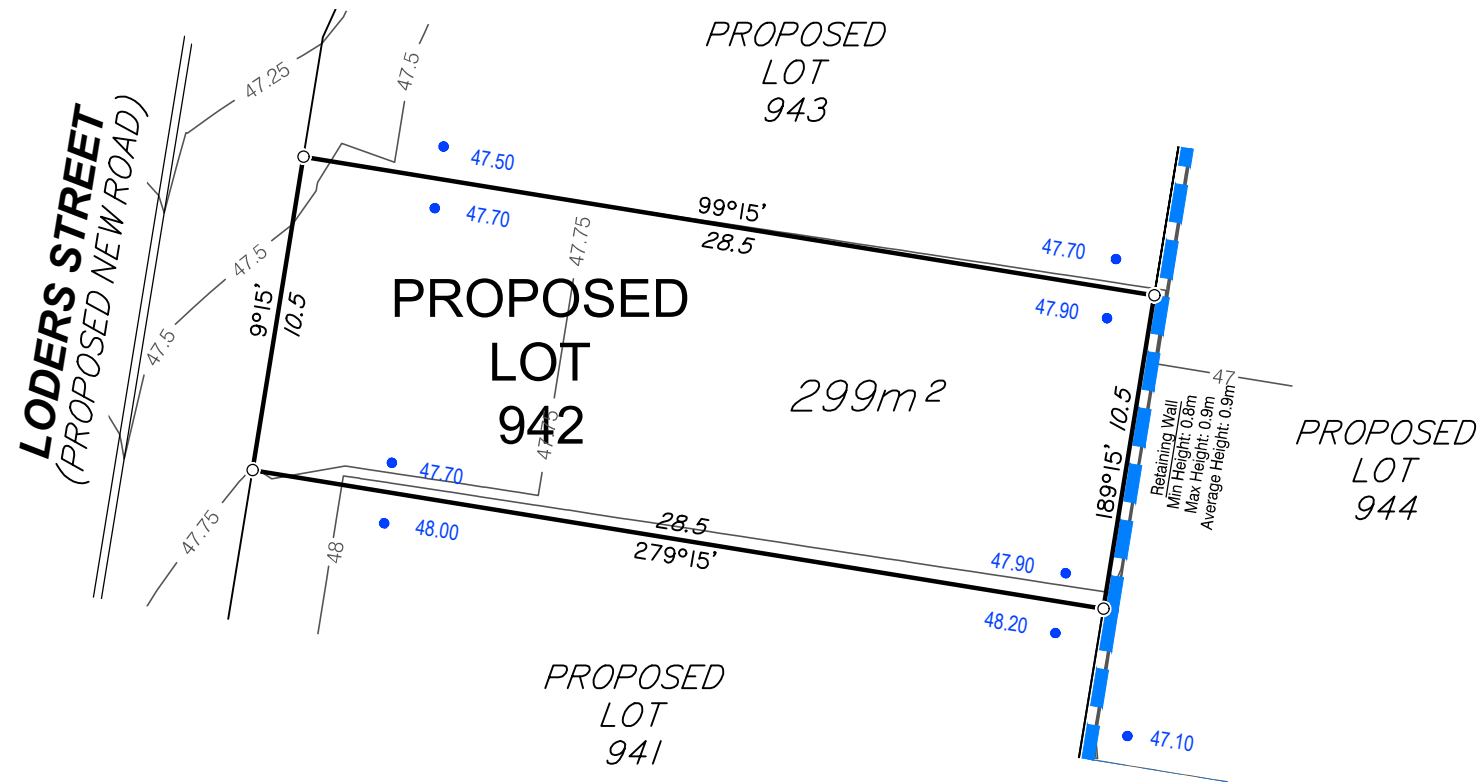 PROPOSED
LOT
943
47.25
47.5
LODERS STREET
(PROPOSED NEW ROAD)
47.50
47.70
99°15'
28.5
47.75
47.70
47.90
47.5
47.5
9°15'
10.5
PROPOSED
LOT
942
299m²
47.75
47
Retaining Wall
Min Height: 0.8m
Max Height: 0.9m
Average Height: 0.9m
189°15' 10.5
PROPOSED
LOT
944
47.70
48.00
47.75
48
28.5
279°15'
47.90
48.20
PROPOSED
LOT
941
47.10